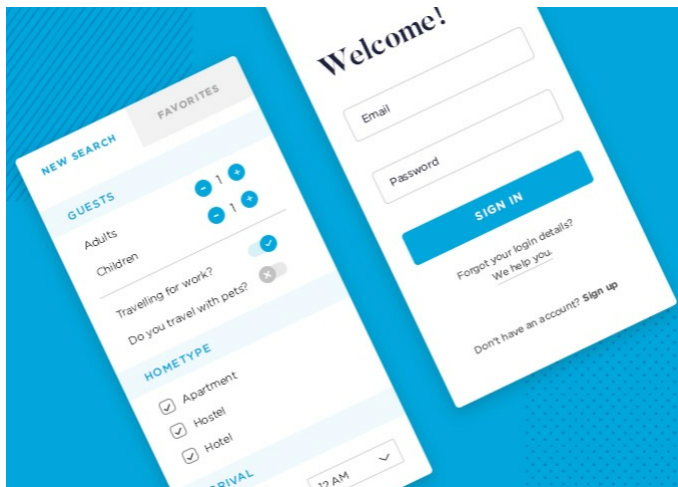 NEW SEARCH
FAVORITES
GUESTS
Adults
1
Children
1
Travelling for work?
Do you travel with pets?
HOMETYPE
Apartment
Hostel
Hotel
12 AM
Welcome!
Email
Password
SIGN IN
Forgot your login details?
We help you.
Don't have an account? Sign up